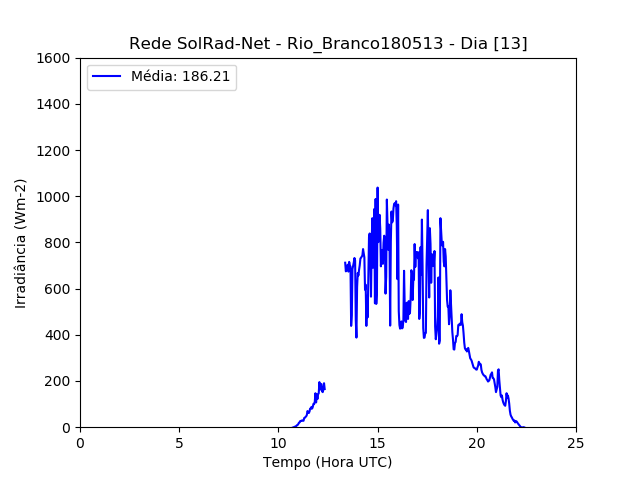 Rede SolRad-Net - Rio_Branco180513 - Dia [13]
Média: 186.21
1600
1400
1200
1000
800
600
400
200
0
Irradiância (Wm-2)
0 5 10 15 20 25
Tempo (Hora UTC)